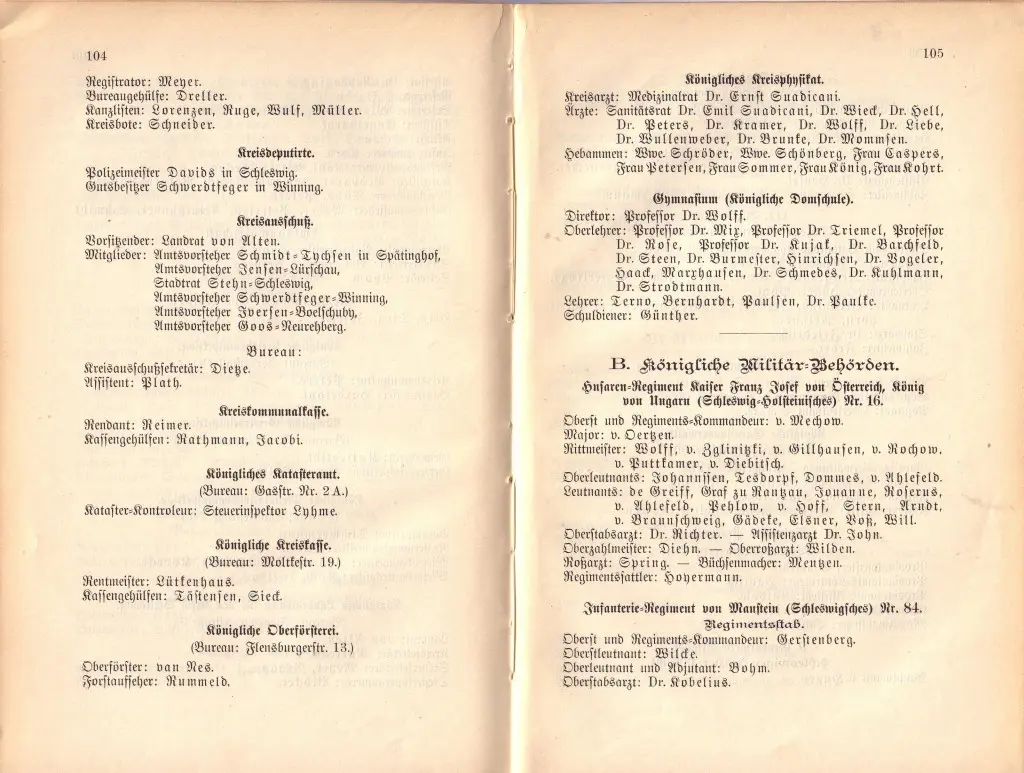 104
Registrator: Meyer.
Bureaugehülfe: Dreller.
Kanzlisten: Lorenzen, Ruge, Wulf, Müller.
Kreisbote: Schneider.
Kreisdeputirte.
Polizeimeister Davids in Schleswig.
Gutsbesitzer Schwerdtfeger in Winning.
Kreisausschuß.
Vorsitzender: Landrat von Alten.
Mitglieder: Amtsvorsteher Schmidt-Tychsen in Spätinghof,
Amtsvorsteher Jensen-Lürschau,
Stadtrat Stehn-Schleswig,
Amtsvorsteher Schwerdtfeger-Winning,
Amtsvorsteher Iversen-Boelschuby,
Amtsvorsteher Goos-Neurehberg.
Bureau:
Kreisausschußsekretär: Dietze.
Assistent: Plath.
Kreiskommunalkasse.
Rendant: Reimer.
Kassengehülfen: Rathmann, Jacobi.
Königliches Katasteramt.
(Bureau: Gasstr. Nr. 2 A.)
Kataster-Kontroleur: Steuerinspektor Lyhme.
Königliche Kreiskasse.
(Bureau: Moltkestr. 19.)
Rentmeister: Lütkenhaus.
Kassengehülfen: Tästensen, Sieck.
Königliche Oberförsterei.
(Bureau: Flensburgerstr. 13.)
Oberförster: van Nes.
Forstaufseher: Rummeld.
105
Königliches Kreisphysikat.
Kreisarzt: Medizinalrat Dr. Ernst Suadicani.
Ärzte: Sanitätsrat Dr. Emil Suadicani, Dr. Wieck, Dr. Hell,
Dr. Peters, Dr. Kramer, Dr. Wolff, Dr. Liebe,
Dr. Wullenweber, Dr. Brunke, Dr. Mommsen.
Hebammen: Wwe. Schröder, Wwe. Schönberg, Frau Caspers,
Frau Petersen, Frau Sommer, Frau König, Frau Kohrt.
Gymnasium (Königliche Domschule).
Direktor: Professor Dr. Wolff.
Oberlehrer: Professor Dr. Mix, Professor Dr. Triemel, Professor
Dr. Rose, Professor Dr. Kujak, Dr. Barchfeld,
Dr. Steen, Dr. Burmester, Hinrichsen, Dr. Vogeler,
Haack, Marxhausen, Dr. Schmedes, Dr. Kuhlmann,
Dr. Strodtmann.
Lehrer: Terno, Bernhardt, Paulsen, Dr. Paulke.
Schuldiener: Günther.
B. Königliche Militär-Behörden.
Husaren-Regiment Kaiser Franz Josef von Österreich, König
von Ungarn (Schleswig-Holsteinisches) Nr. 16.
Oberst und Regiments-Kommandeur: v. Mechow.
Major: v. Oertzen.
Rittmeister: Wolff, v. Zglinitzki, v. Gillhausen, v. Rochow,
v. Puttkamer, v. Diebitsch.
Oberleutnants: Johannssen, Tesdorpf, Dommes, v. Ahlefeld.
Leutnants: de Greiff, Graf zu Rantzau, Jouanne, Roserus,
v. Ahlefeld, Pehlow, v. Hoff, Stern, Arndt,
v. Braunschweig, Gädeke, Elsner, Voß, Will.
Oberstabsarzt: Dr. Richter. — Assistenzarzt Dr. John.
Oberzahlmeister: Diehn. — Oberroßarzt: Wilden.
Roßarzt: Spring. — Büchsenmacher: Mentzen.
Regimentssattler: Hoyermann.
Infanterie-Regiment von Manstein (Schleswigsches) Nr. 84.
Regimentsstab.
Oberst und Regiments-Kommandeur: Gerstenberg.
Oberstleutnant: Wilcke.
Oberleutnant und Adjutant: Bohm.
Oberstabsarzt: Dr. Kobelius.